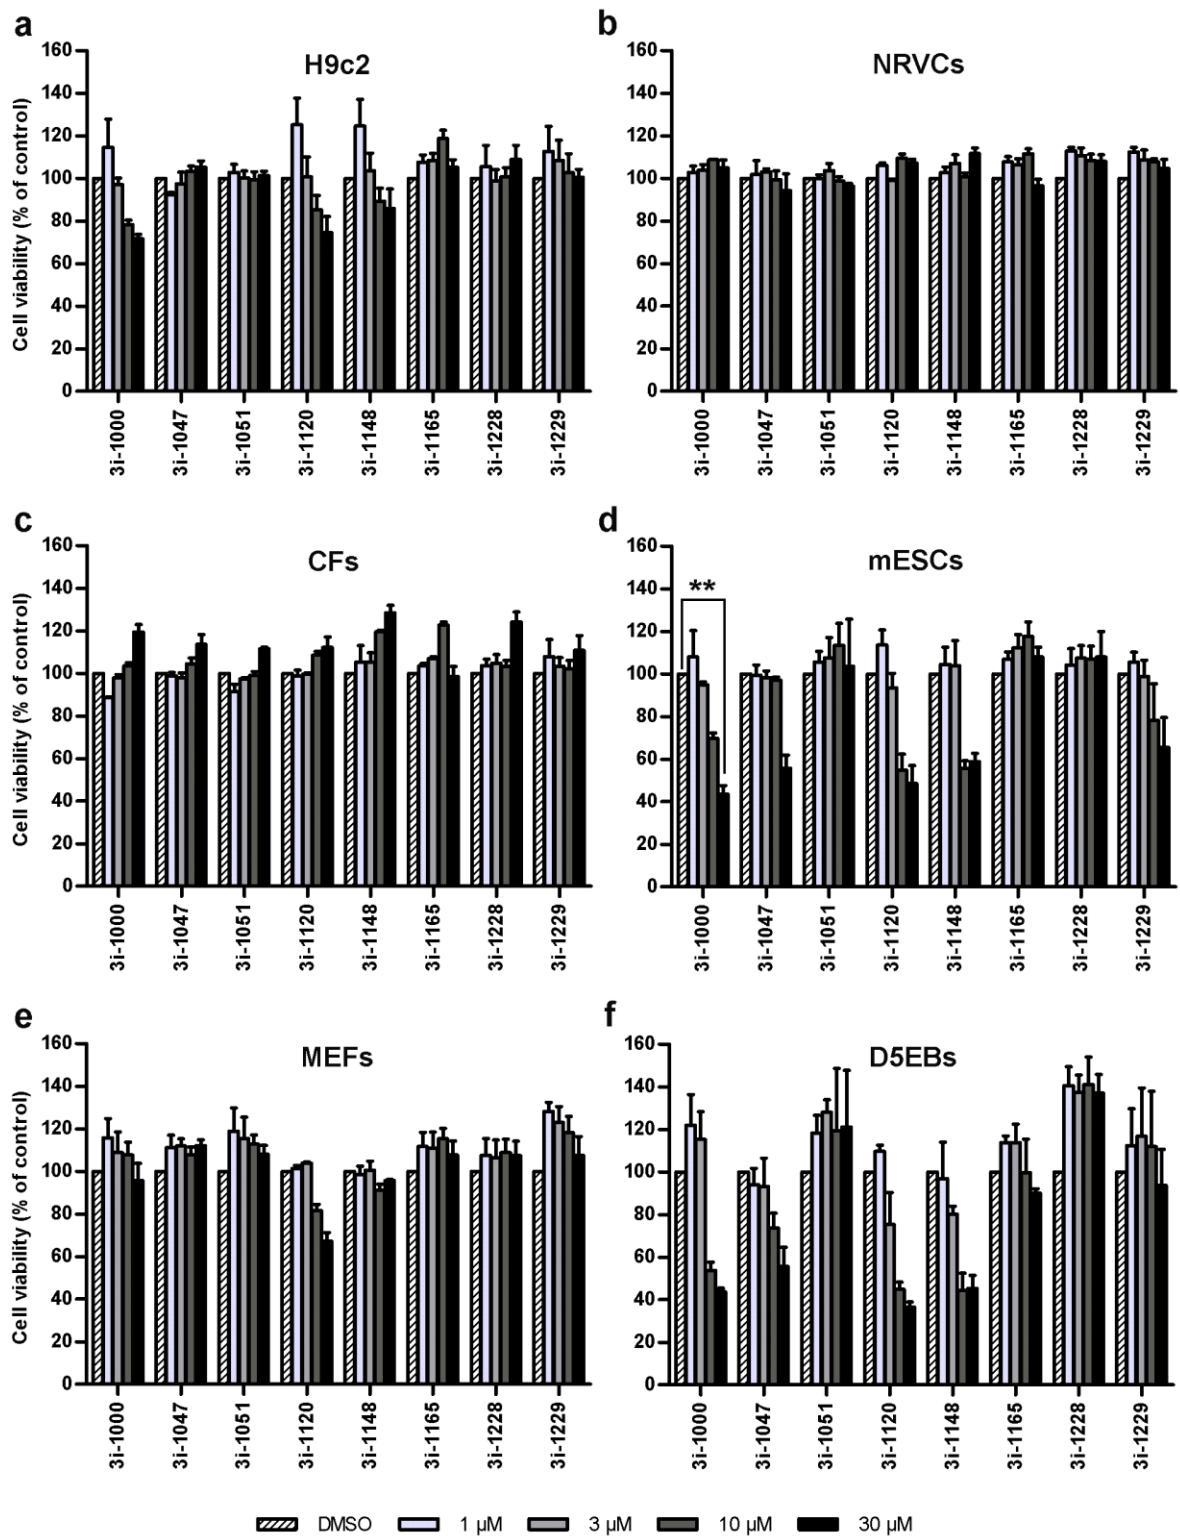 a
H9c2
Cell viability (% of control)
160
140
120
100
80
60
40
20
0
3i-1000
3i-1047
3i-1051
3i-1120
3i-1148
3i-1165
3i-1228
3i-1229
b
NRVCs
160
140
120
100
80
60
40
20
0
3i-1000
3i-1047
3i-1051
3i-1120
3i-1148
3i-1165
3i-1228
3i-1229
c
CFs
Cell viability (% of control)
160
140
120
100
80
60
40
20
0
3i-1000
3i-1047
3i-1051
3i-1120
3i-1148
3i-1165
3i-1228
3i-1229
d
mESCs
160
140
120
100
80
60
40
20
0
**
3i-1000
3i-1047
3i-1051
3i-1120
3i-1148
3i-1165
3i-1228
3i-1229
e
MEFs
Cell viability (% of control)
160
140
120
100
80
60
40
20
0
3i-1000
3i-1047
3i-1051
3i-1120
3i-1148
3i-1165
3i-1228
3i-1229
f
D5EBs
160
140
120
100
80
60
40
20
0
3i-1000
3i-1047
3i-1051
3i-1120
3i-1148
3i-1165
3i-1228
3i-1229
DMSO 1 µM 3 µM 10 µM 30 µM